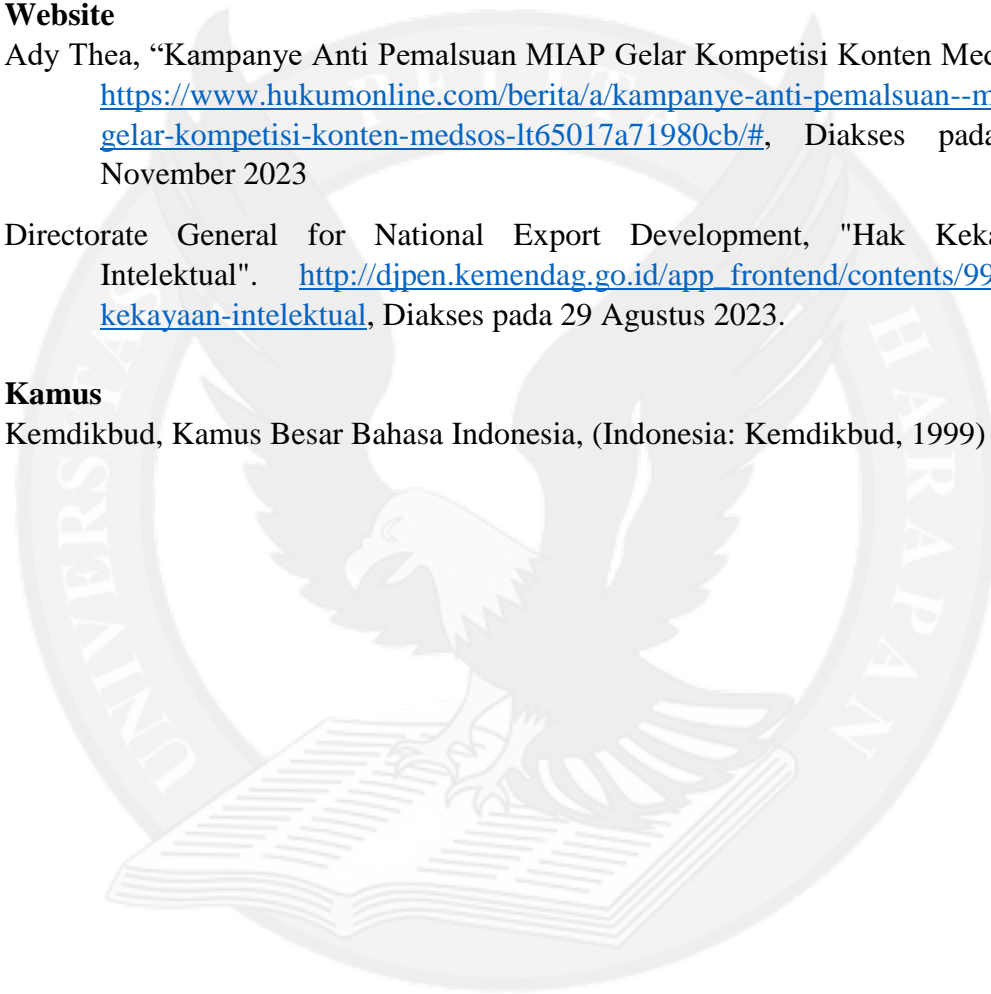 Website
Ady Thea, “Kampanye Anti Pemalsuan MIAP Gelar Kompetisi Konten
https://www.hukumonline.com/berita/a/kampanye-anti-pemalsuan--m
gelar-kompetisi-konten-medsos-lt65017a71980cb/#, Diakses pada
November 2023
Directorate General for National Export Development, "Hak
Intelektual". http://djpen.kemendag.go.id/app_frontend/contents/99
kekayaan-intelektual, Diakses pada 29 Agustus 2023.
Kamus
Kemdikbud, Kamus Besar Bahasa Indonesia, (Indonesia: Kemdikbud, 1999)
UNIVERSITAS PELITA HARAPAN